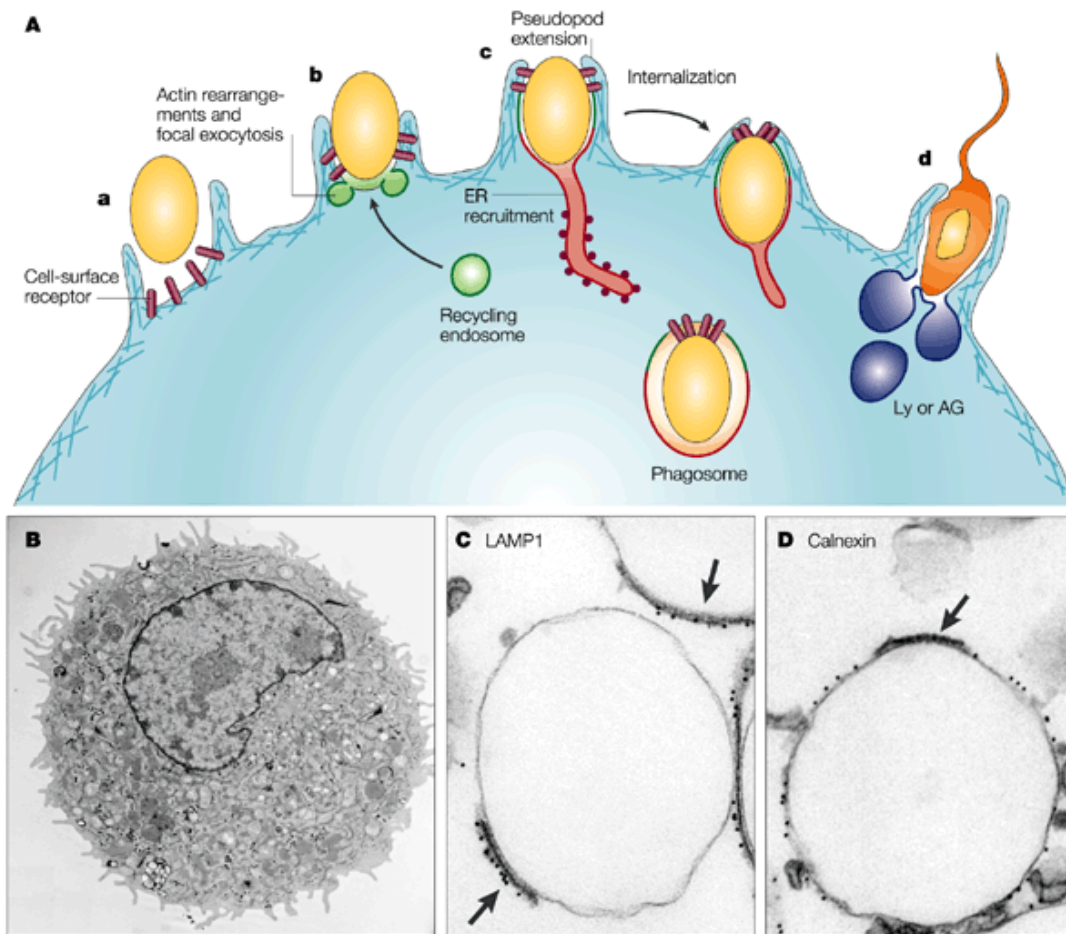 A
Pseudopod
extension
c
b
Internalization
Actin rearrange-
ments and
focal exocytosis
d
a
ER
recruitment
Cell-surface
receptor
Recycling
endosome
Ly or AG
Phagosome
B
C LAMP1
D Calnexin